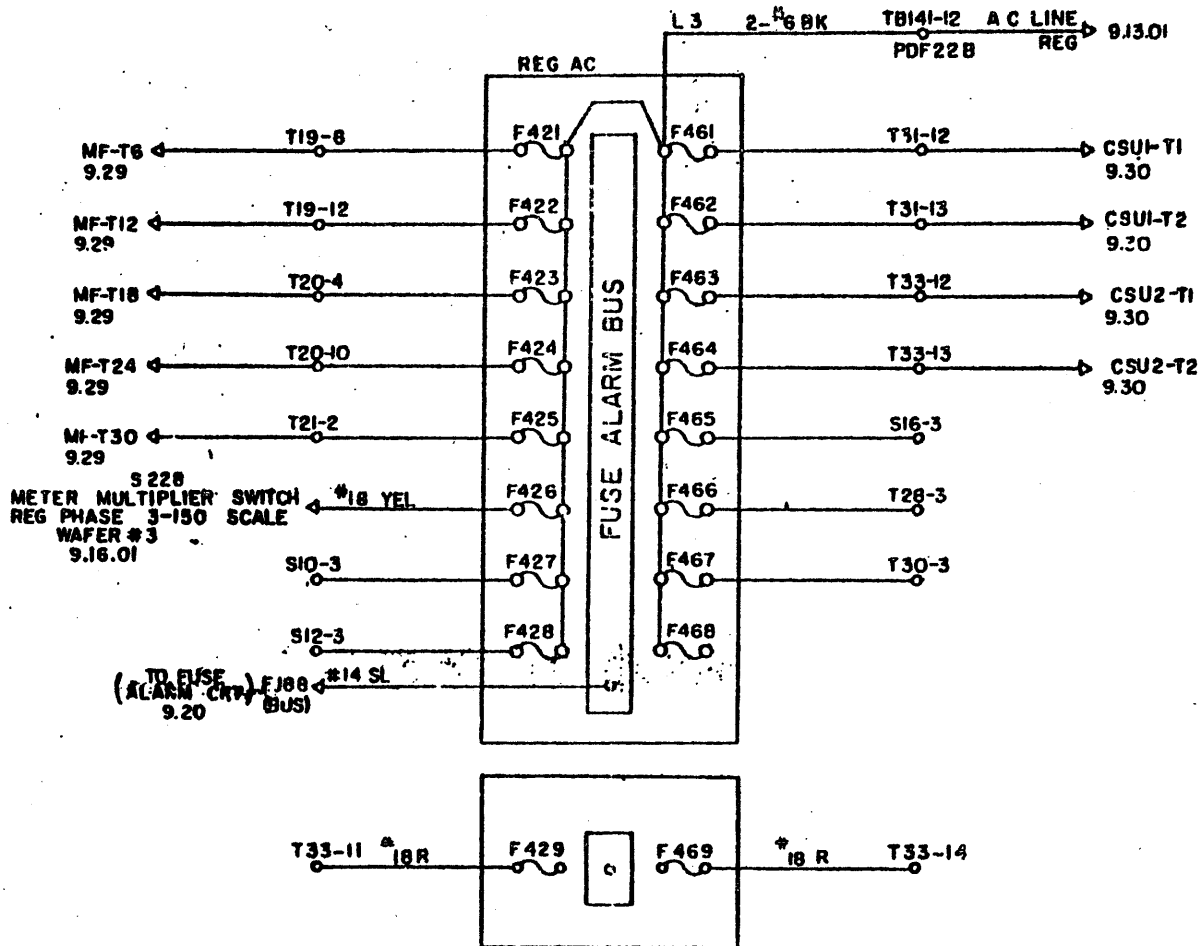 L 3 2-#6 BK TB141-12 A C LINE
PDF22B REG 9.13.01
REG AC
MF-T6 T19-8 F421 F461 T31-12 CSU1-T1
9.29 9.30
MF-T12 T19-12 F422 F462 T31-13 CSU1-T2
9.29 9.30
MF-T18 T20-4 F423 F463 T33-12 CSU2-T1
9.29 9.30
MF-T24 T20-10 F424 F464 T33-13 CSU2-T2
9.29 9.30
T21-2 F425 F465 S16-3
9.29
FUSE ALARM BUS
S 228
METER MULTIPLIER SWITCH #18 YEL F426 F466 T28-3
REG PHASE 3-150 SCALE
WAFER #3
9.16.01
S10-3 F427 F467 T30-3
S12-3 F428 F468
(TO FUSE
ALARM CKT) FJ88 #14 SL
9.20 (BUS)
T33-11 #18 R F429 F469 #18 R T33-14